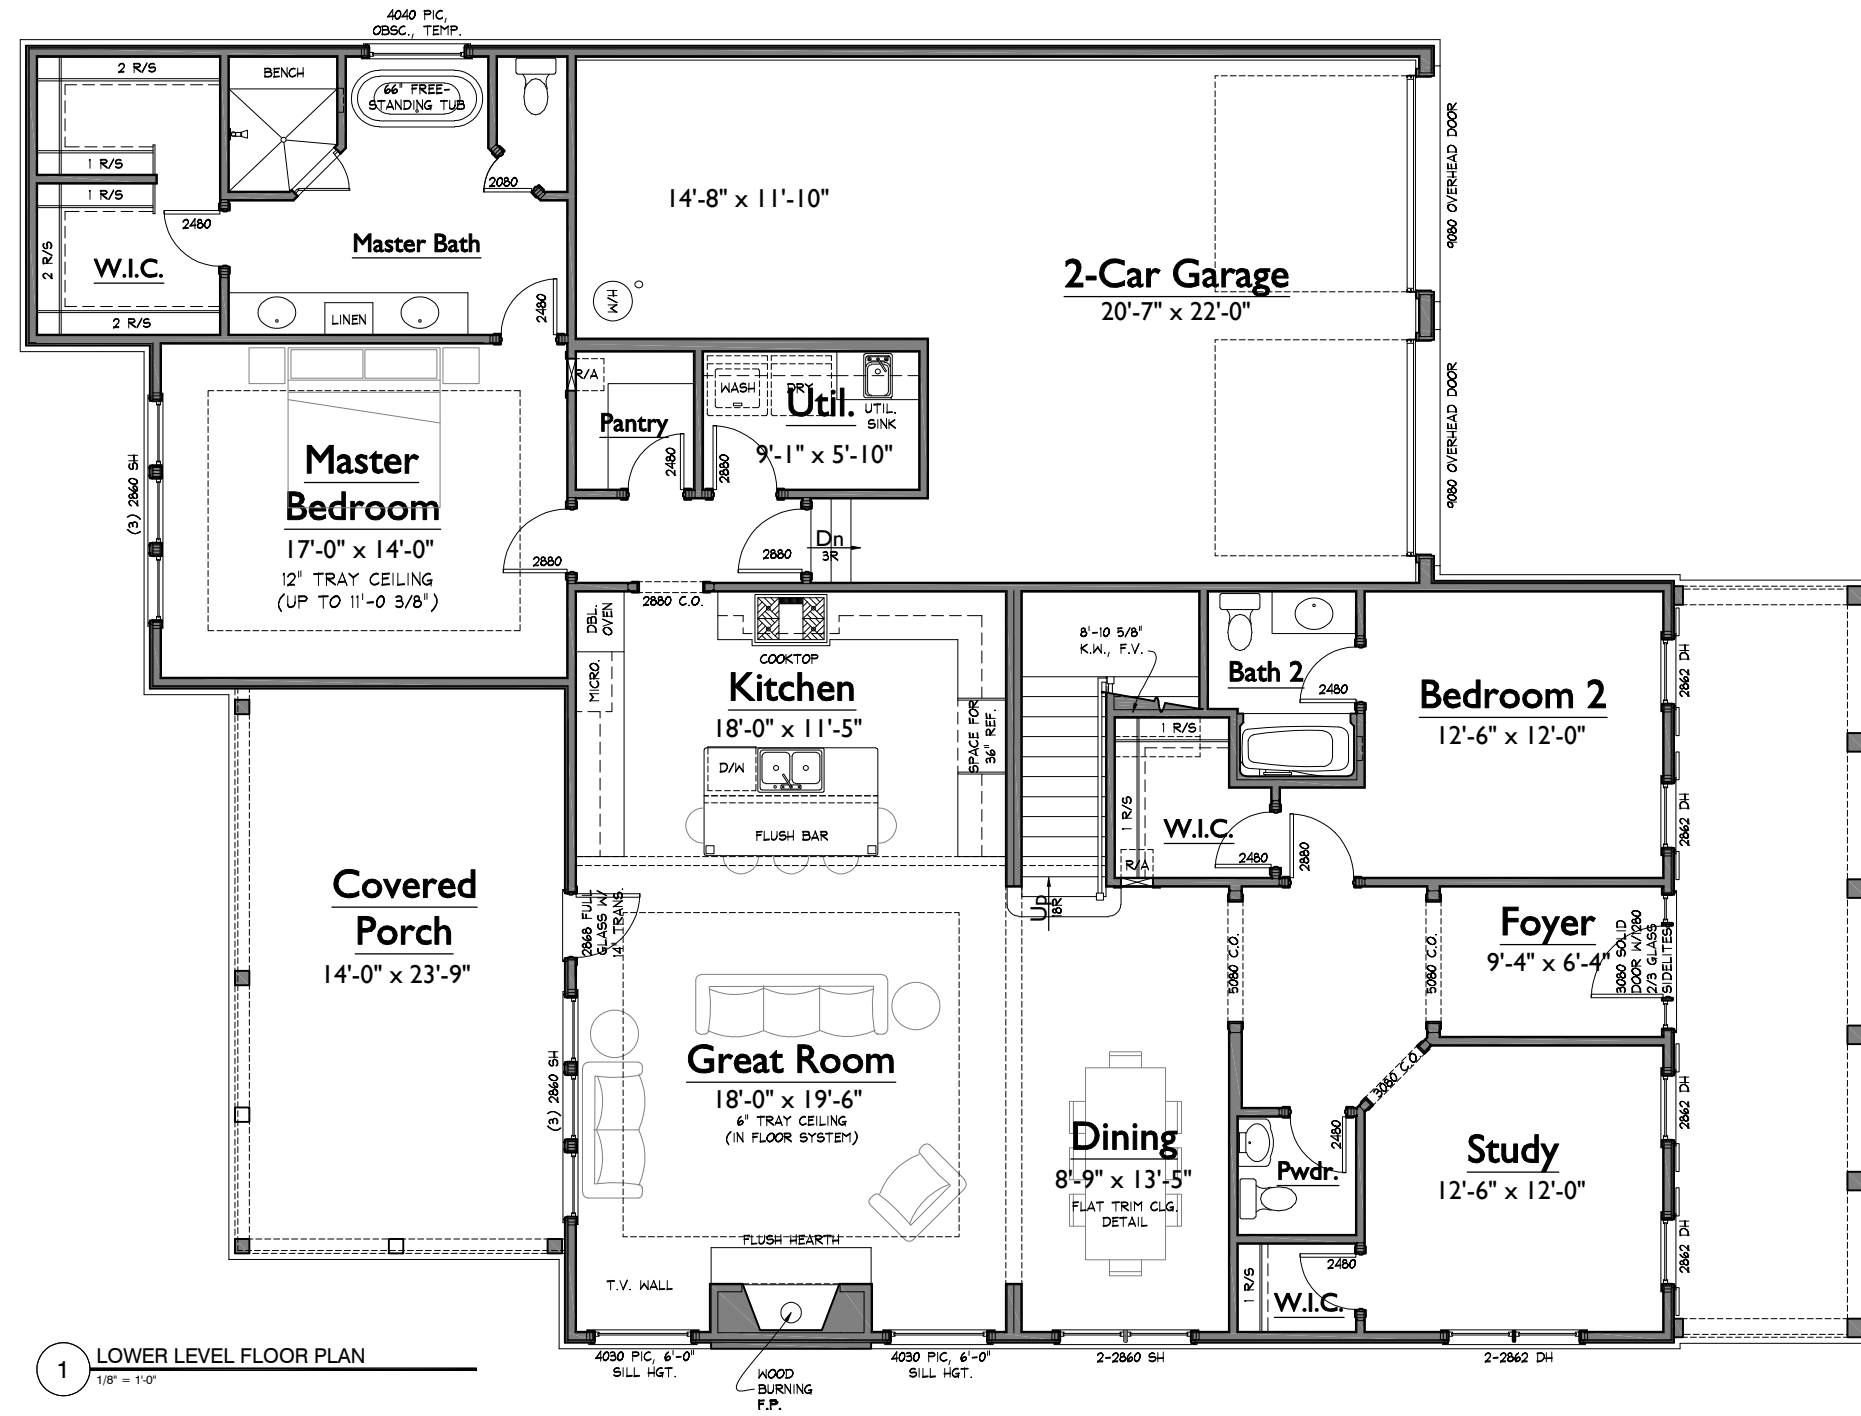 4040 PIC,
OBSC., TEMP.
2 R/S
BENCH
66" FREE-
STANDING TUB
1 R/S
1 R/S
2080
2480
2 R/S
W.I.C.
2 R/S
Master Bath
LINEN
2480
14'-8" x 11'-10"
W/H
2-Car Garage
20'-7" x 22'-0"
9080 OVERHEAD DOOR
9080 OVERHEAD DOOR
R/A
Pantry
2480
WASH
DRY
Util.
UTIL.
SINK
9'-1" x 5'-10"
2880
(3) 2860 SH
Master
Bedroom
17'-0" x 14'-0"
12" TRAY CEILING
(UP TO 11'-0 3/8")
2880
2880
Dn
3R
2880 C.O.
DBL.
OVEN
MICRO.
COOKTOP
Kitchen
18'-0" x 11'-5"
SPACE FOR
36" REF.
D/W
FLUSH BAR
8'-10 5/8"
K.W., F.V.
Bath 2
2480
Bedroom 2
12'-6" x 12'-0"
2862 DH
2862 DH
1 R/S
1 R/S
W.I.C.
2480
2880
R/A
UP
18R
Covered
Porch
14'-0" x 23'-9"
2868 FULL
GLASS W/
14" TRANS.
5080 C.O.
5080 C.O.
Foyer
9'-4" x 6'-4"
3080 SOLID
DOOR W/1280
2/3 GLASS
SIDELITES
(3) 2860 SH
Great Room
18'-0" x 19'-6"
6" TRAY CEILING
(IN FLOOR SYSTEM)
Dining
8'-9" x 13'-5"
FLAT TRIM CLG.
DETAIL
3080 C.O.
2480
Pwdr.
Study
12'-6" x 12'-0"
2862 DH
2862 DH
FLUSH HEARTH
T.V. WALL
2480
1 R/S
W.I.C.
4030 PIC, 6'-0"
SILL HGT.
WOOD
BURNING
F.P.
4030 PIC, 6'-0"
SILL HGT.
2-2860 SH
2-2862 DH
1
LOWER LEVEL FLOOR PLAN
1/8" = 1'-0"